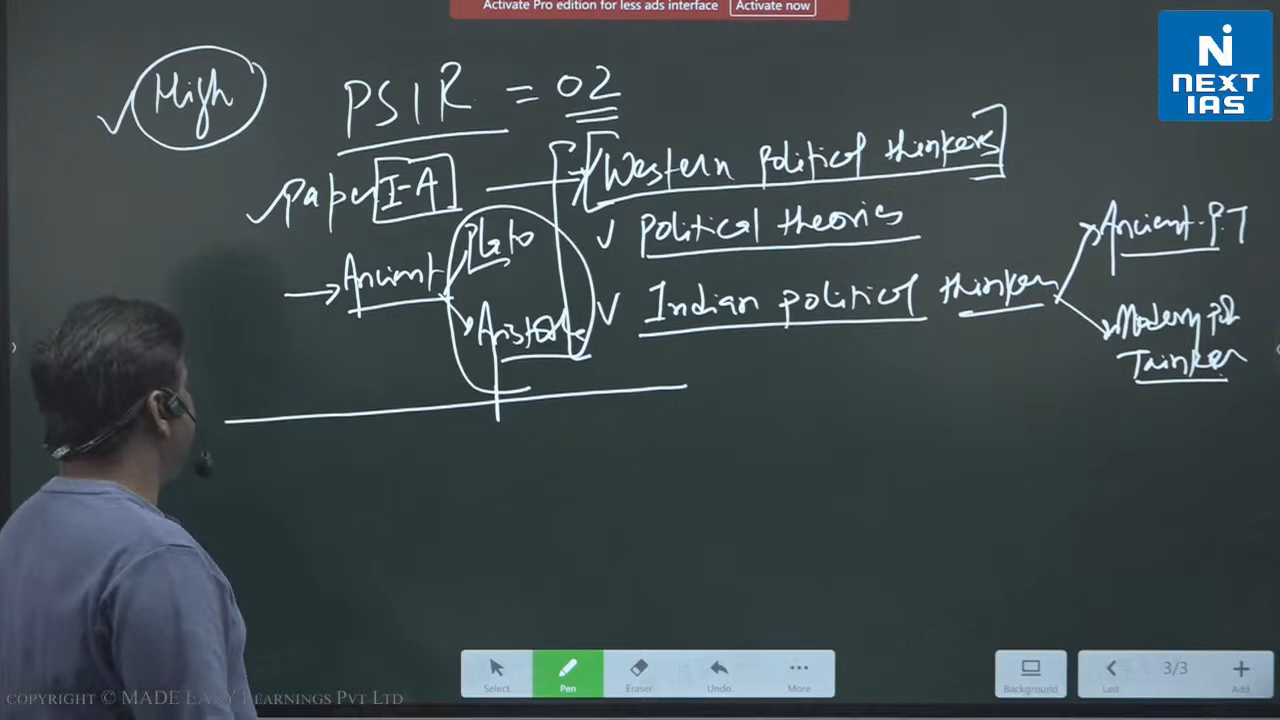 Activate Pro edition for less ads interface Activate now
NEXT
IAS
High
PSIR = 02
Paper I-A
Western Political thinkers
Political theories
Indian political thinker
Ancient P.T
Modern Pol
Tainker
Ancient
Plato
Aristotle
Select
Pen
Eraser
Undo
More
Background
Last
3/3
Add
COPYRIGHT © MADE EASY LEARNINGS PVT LTD